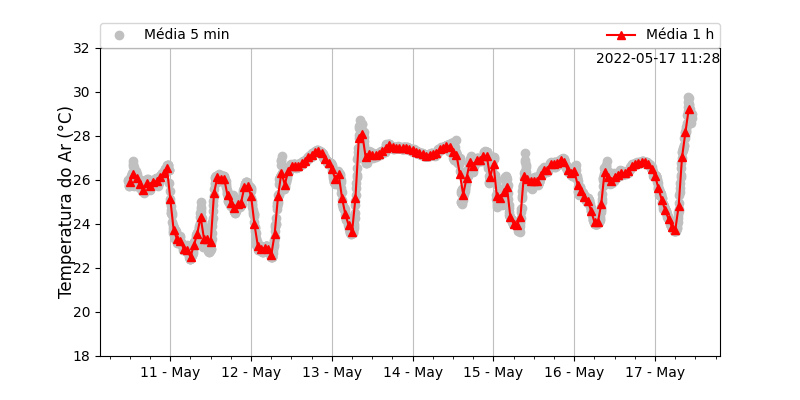 Média 5 min
Média 1 h
2022-05-17 11:28
Temperatura do Ar (°C)
32
30
28
26
24
22
20
18
11 - May
12 - May
13 - May
14 - May
15 - May
16 - May
17 - May